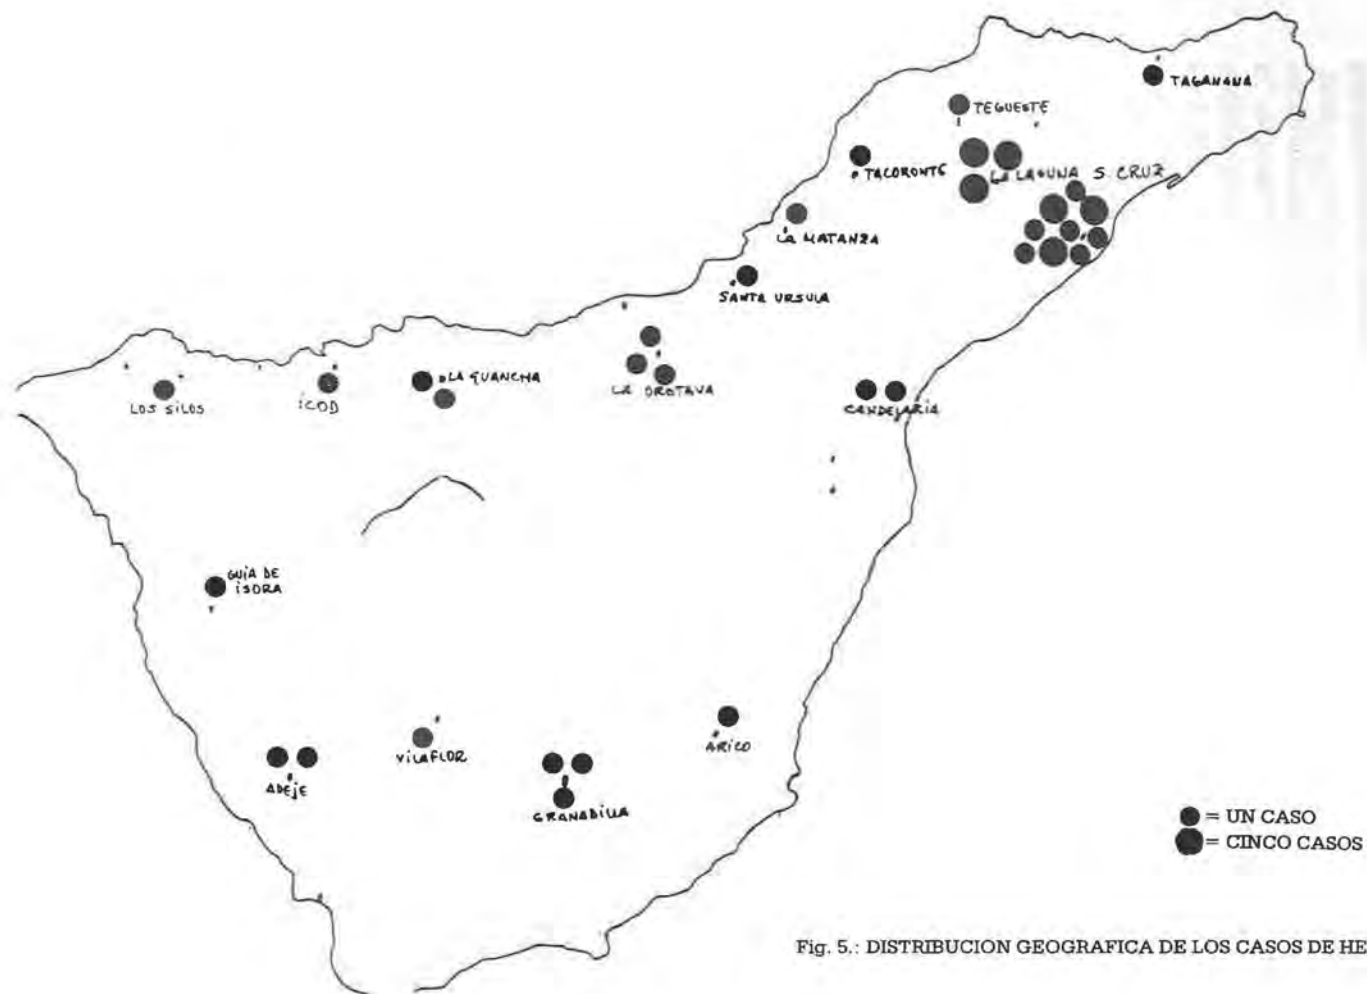 TAGANANA
TEGUESTE
TACORONTE
LA LAGUNA S. CRUZ
LA MATANZA
SANTA URSULA
LA GUANCHA
LA OROTAVA
LOS SILOS
ICOD
CANDELARIA
GUIA DE
ISORA
ARICO
VILAFLOR
ADEJE
GRANADILLA
= UN CASO
= CINCO CASOS
Fig. 5.: DISTRIBUCION GEOGRAFICA DE LOS CASOS DE HE